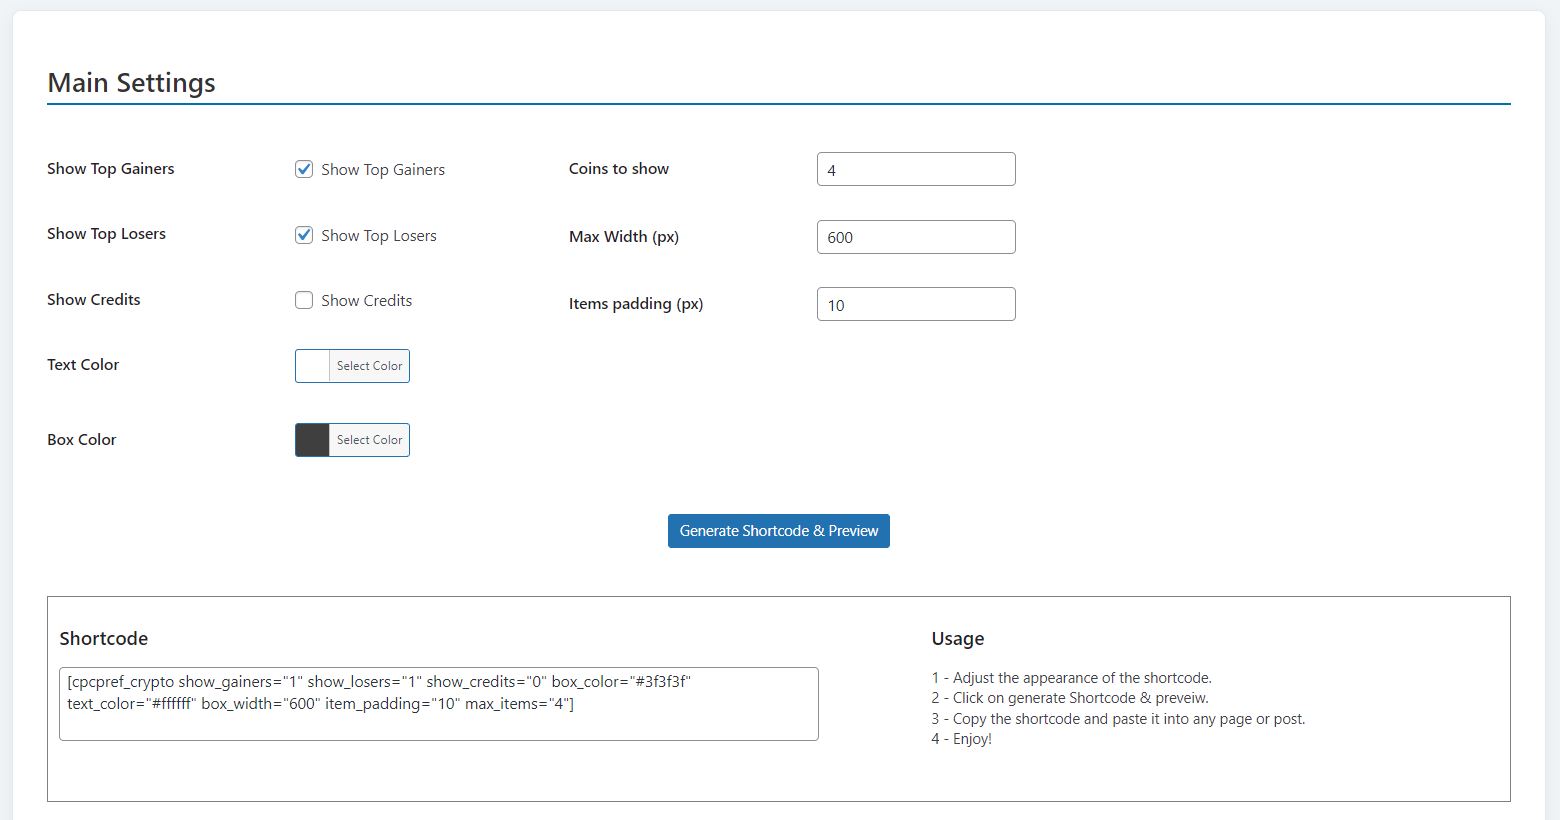 Main Settings
Show Top Gainers
Show Top Gainers
Coins to show
4
Show Top Losers
Show Top Losers
Max Width (px)
600
Show Credits
Show Credits
Items padding (px)
10
Text Color
Select Color
Box Color
Select Color
Generate Shortcode & Preview
Shortcode
[cpcpref_crypto show_gainers="1" show_losers="1" show_credits="0" box_color="#3f3f3f"
text_color="#ffffff" box_width="600" item_padding="10" max_items="4"]
Usage
1 - Adjust the appearance of the shortcode.
2 - Click on generate Shortcode & preveiw.
3 - Copy the shortcode and paste it into any page or post.
4 - Enjoy!